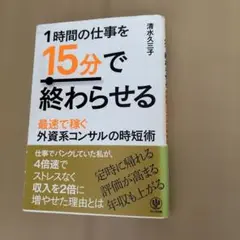 1時間の仕事を
15分で
終わらせる
清水久三子
最速で稼ぐ
外資系コンサルの時短術
仕事でパンクしていた私が、
4倍速で
ストレスなく
収入を2倍に
増やせた理由とは
定時に帰れる
評価が高まる
年収も上がる